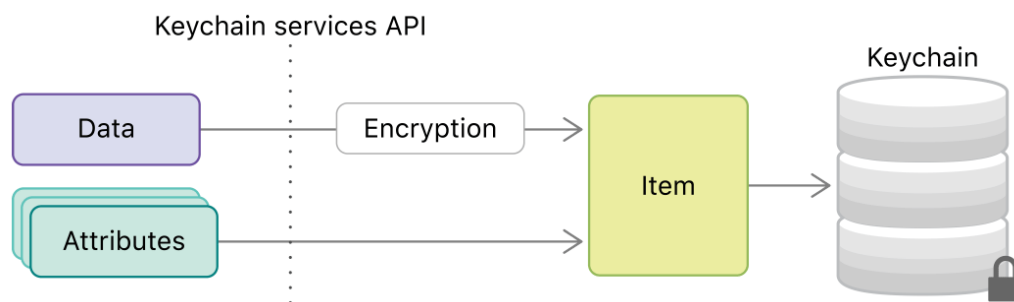 Keychain services API
Keychain
Data
Encryption
Item
Attributes